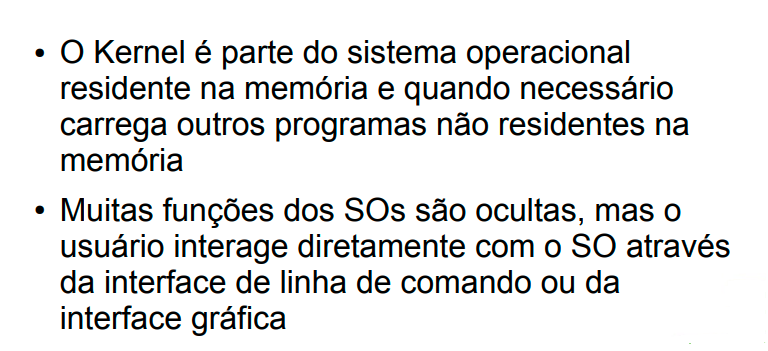 • O Kernel é parte do sistema operacional
residente na memória e quando necessário
carrega outros programas não residentes na
memória
• Muitas funções dos SOs são ocultas, mas o
usuário interage diretamente com o SO através
da interface de linha de comando ou da
interface gráfica